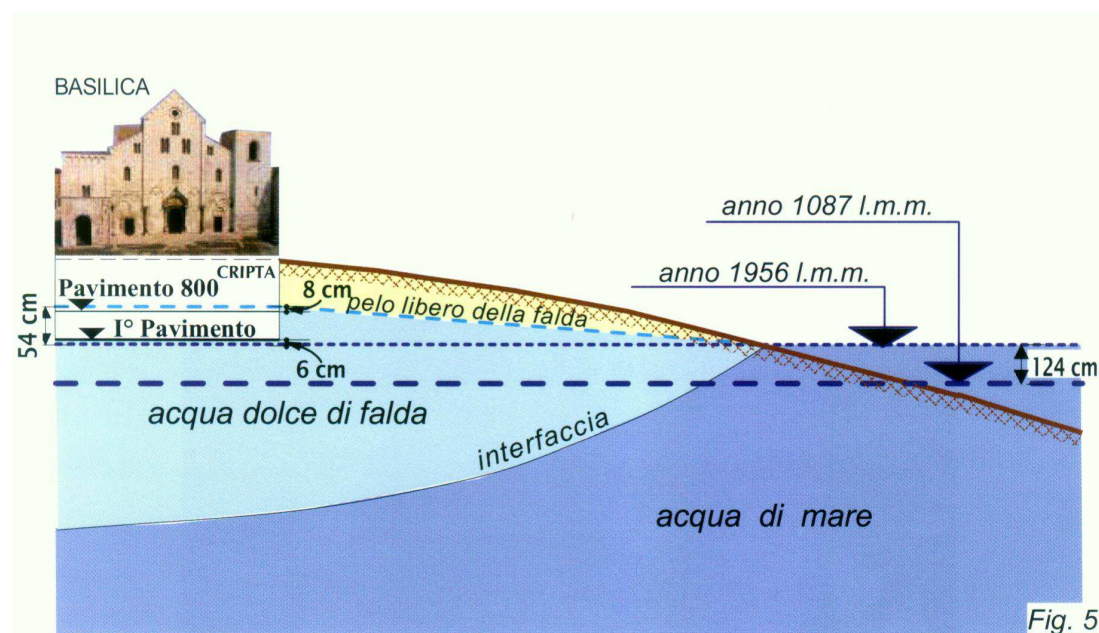 BASILICA
anno 1087 l.m.m.
anno 1956 l.m.m.
CRIPTA
Pavimento 800
8 cm
pelo libero della falda
54 cm
I° Pavimento
6 cm
124 cm
acqua dolce di falda
interfaccia
acqua di mare
Fig. 5